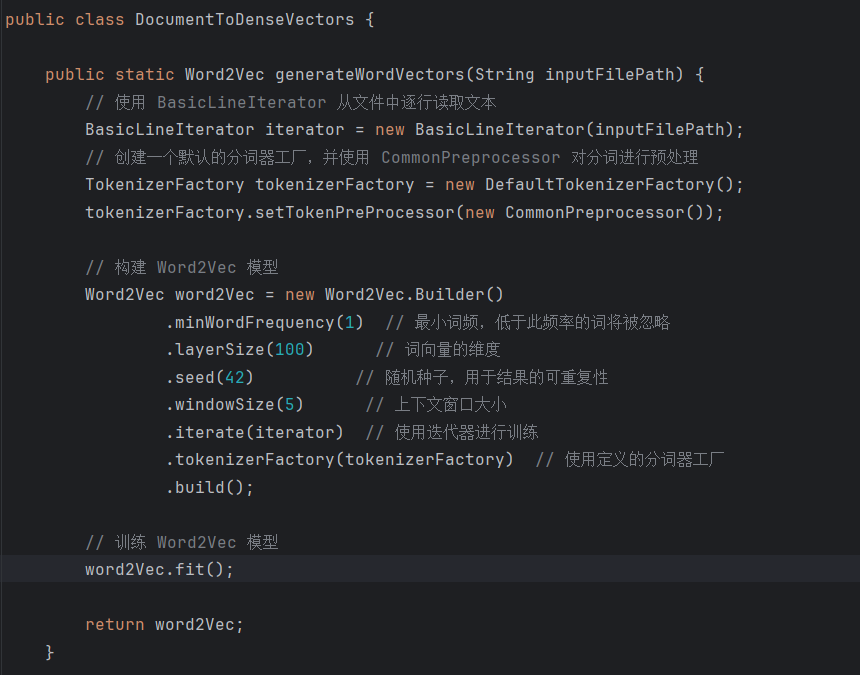 public class DocumentToDenseVectors {
    public static Word2Vec generateWordVectors(String inputFilePath) {
        // 使用 BasicLineIterator 从文件中逐行读取文本
        BasicLineIterator iterator = new BasicLineIterator(inputFilePath);
        // 创建一个默认的分词器工厂，并使用 CommonPreprocessor 对分词进行预处理
        TokenizerFactory tokenizerFactory = new DefaultTokenizerFactory();
        tokenizerFactory.setTokenPreProcessor(new CommonPreprocessor());
        // 构建 Word2Vec 模型
        Word2Vec word2Vec = new Word2Vec.Builder()
                .minWordFrequency(1)  // 最小词频，低于此频率的词将被忽略
                .layerSize(100)      // 词向量的维度
                .seed(42)          // 随机种子，用于结果的可重复性
                .windowSize(5)      // 上下文窗口大小
                .iterate(iterator)  // 使用迭代器进行训练
                .tokenizerFactory(tokenizerFactory)  // 使用定义的分词器工厂
                .build();
        // 训练 Word2Vec 模型
        word2Vec.fit();
        return word2Vec;
    }